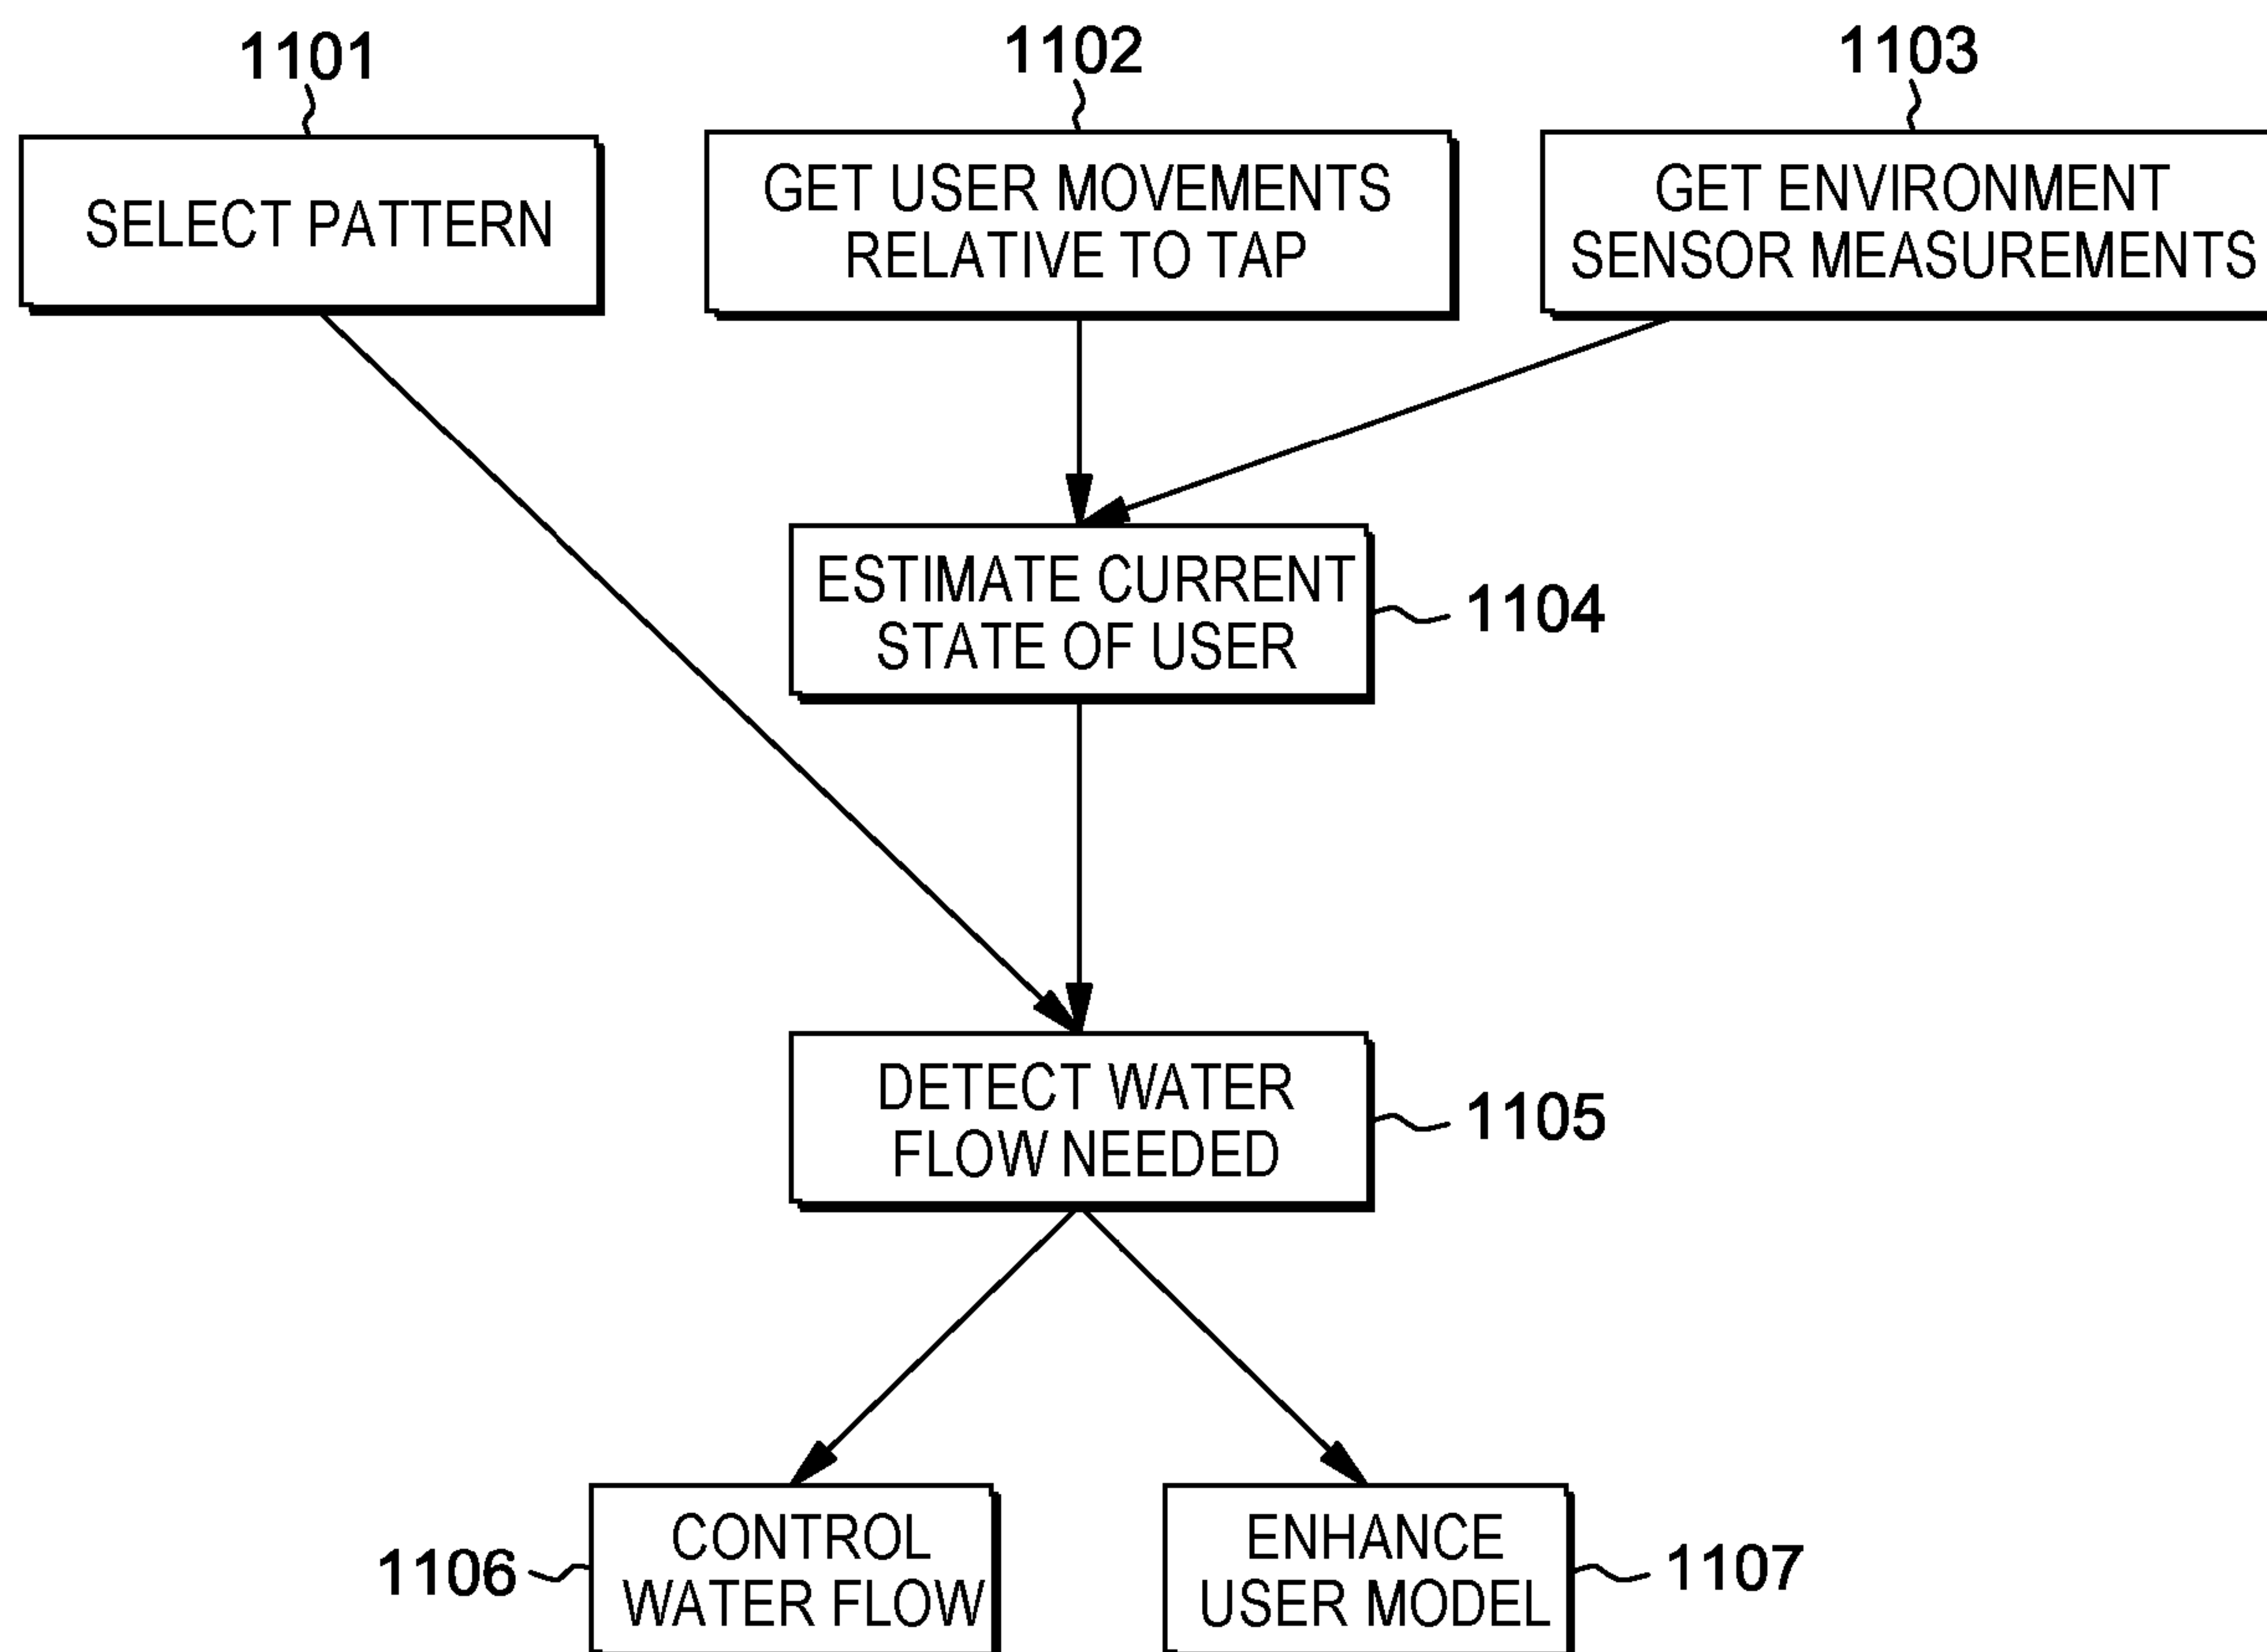 1101
1102
1103
SELECT PATTERN
GET USER MOVEMENTS
RELATIVE TO TAP
GET ENVIRONMENT
SENSOR MEASUREMENTS
ESTIMATE CURRENT
STATE OF USER
1104
DETECT WATER
FLOW NEEDED
1105
1106
CONTROL
WATER FLOW
ENHANCE
USER MODEL
1107